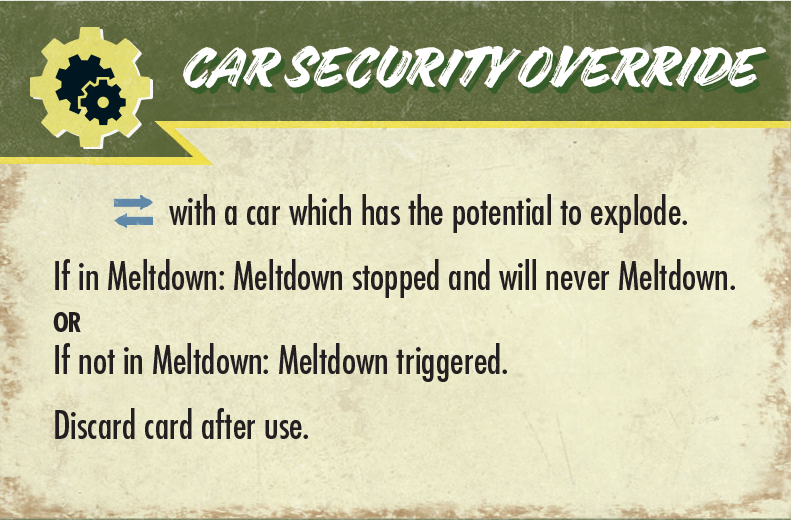 CAR SECURITY OVERRIDE
with a car which has the potential to explode.
If in Meltdown: Meltdown stopped and will never Meltdown.
OR
If not in Meltdown: Meltdown triggered.
Discard card after use.